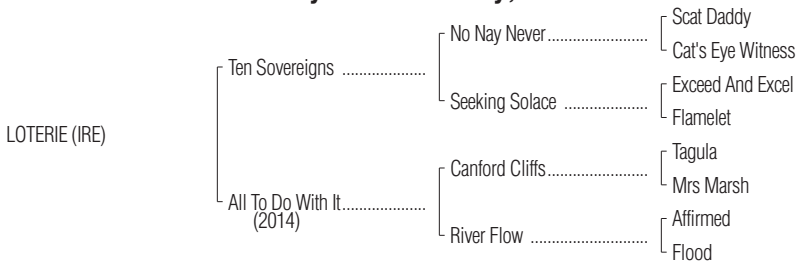 Scat Daddy
No Nay Never
Cat's Eye Witness
Ten Sovereigns
Exceed And Excel
Seeking Solace
Flamelet
LOTERIE (IRE)
Tagula
Canford Cliffs
Mrs Marsh
All To Do With It
(2014)
Affirmed
River Flow
Flood